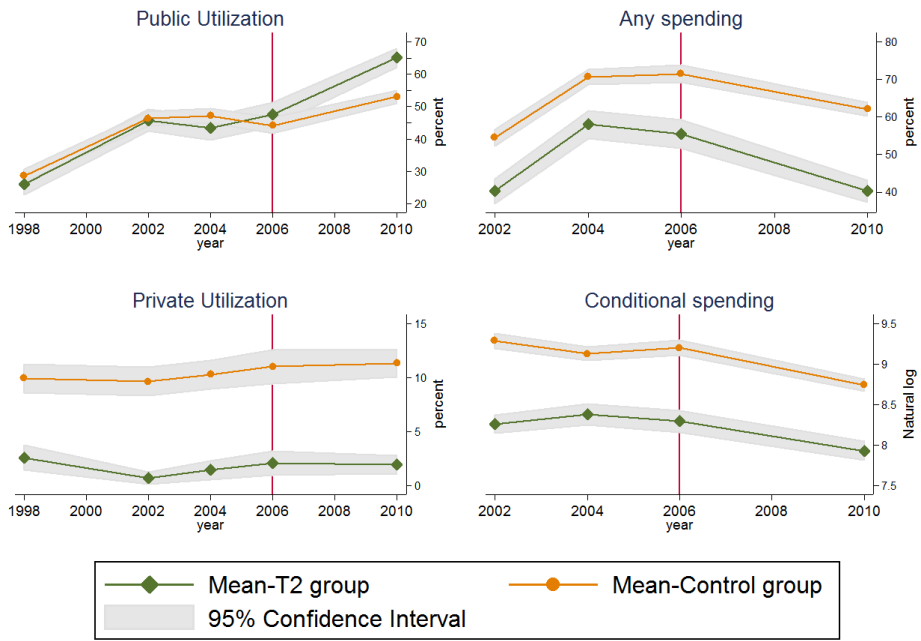 Public Utilization
70
60
50
40
30
20
percent
1998 2000 2002 2004 2006 2008 2010
year
Any spending
80
70
60
50
40
percent
2002 2004 2006 2008 2010
year
Private Utilization
15
10
5
0
percent
1998 2000 2002 2004 2006 2008 2010
year
Conditional spending
9.5
9
8.5
8
7.5
Natural log
2002 2004 2006 2008 2010
year
Mean-T2 group Mean-Control group
95% Confidence Interval